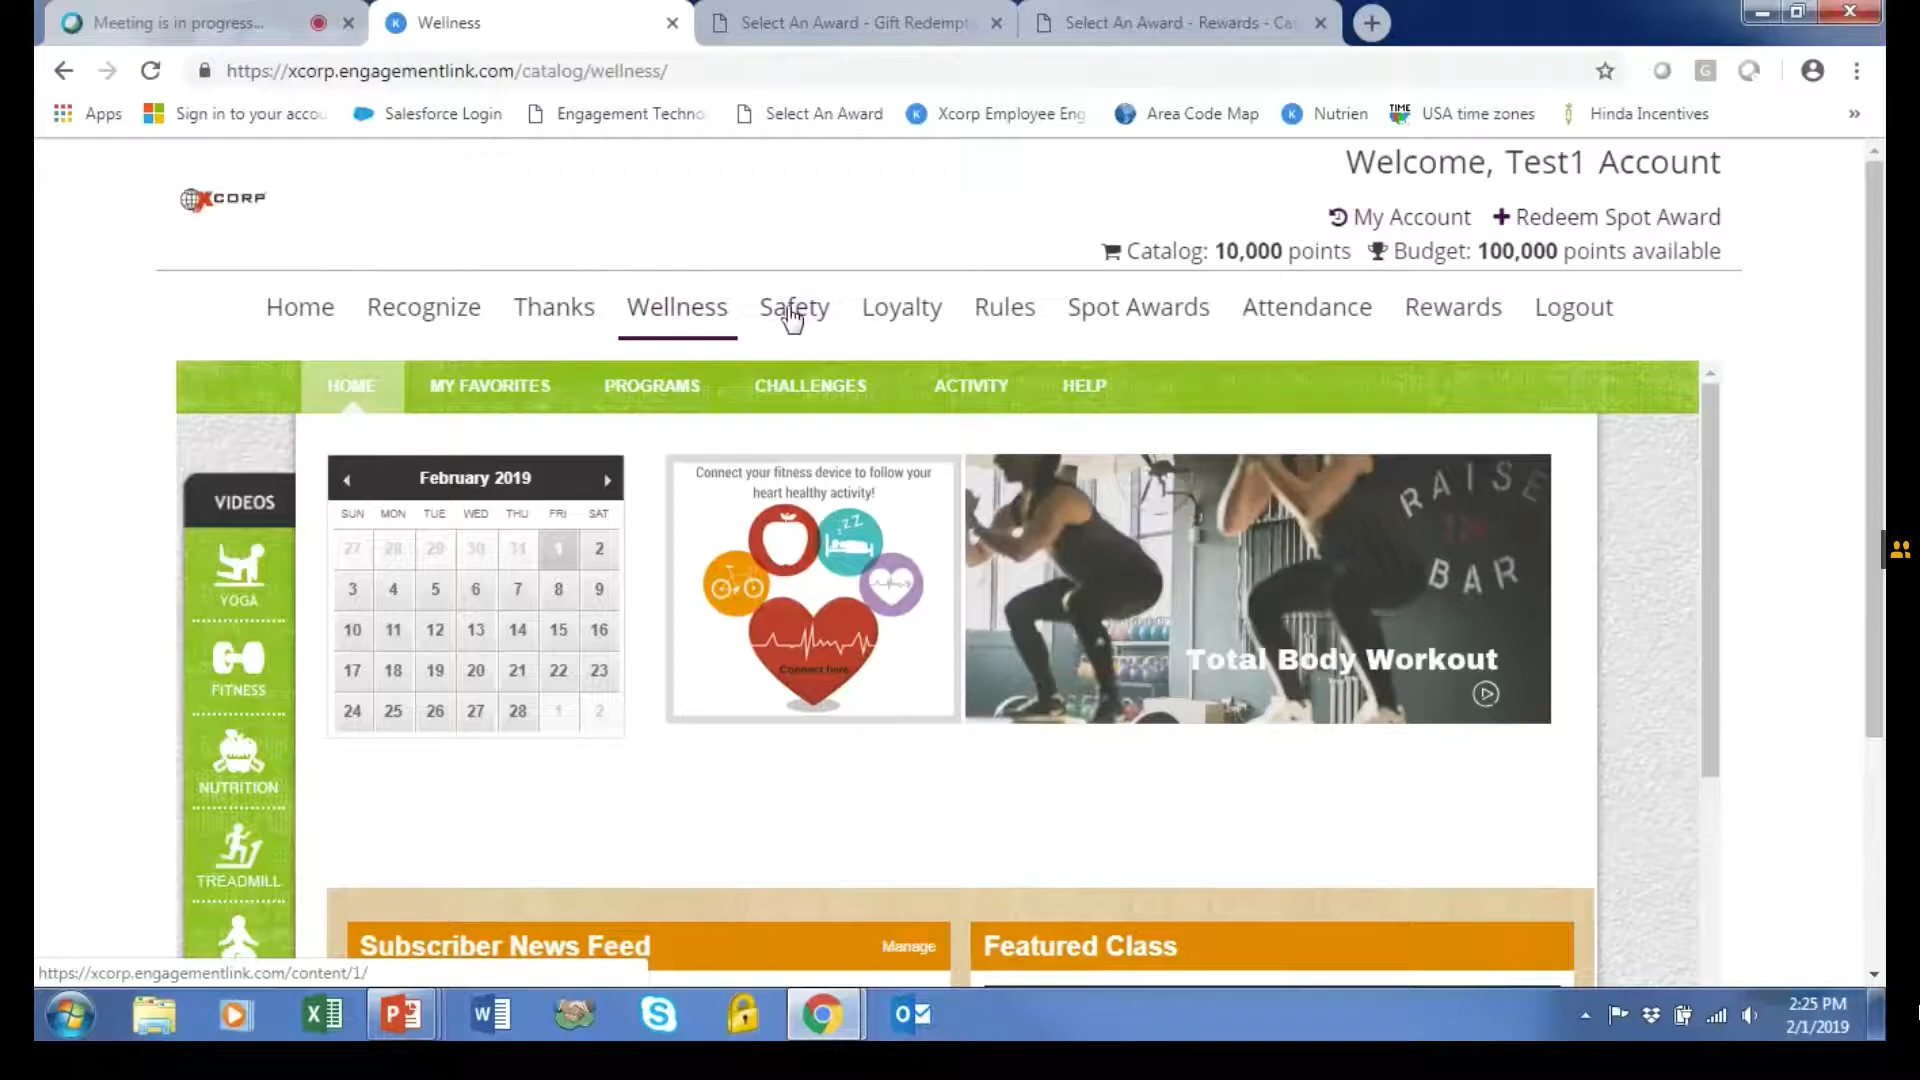 Meeting is in progress...
Wellness
Select An Award - Gift Redempt
Select An Award - Rewards - Ca
https://xcorp.engagementlink.com/catalog/wellness/
Apps
Sign in to your accou
Salesforce Login
Engagement Techno
Select An Award
Xcorp Employee Eng
Area Code Map
Nutrien
TIME
USA time zones
Hinda Incentives
»
Welcome, Test1 Account
XCORP
My Account
Redeem Spot Award
Catalog: 10,000 points
Budget: 100,000 points available
Home
Recognize
Thanks
Wellness
Safety
Loyalty
Rules
Spot Awards
Attendance
Rewards
Logout
HOME
MY FAVORITES
PROGRAMS
CHALLENGES
ACTIVITY
HELP
VIDEOS
YOGA
FITNESS
NUTRITION
TREADMILL
February 2019
SUN MON TUE WED THU FRI SAT
27 28 29 30 31 1 2
3 4 5 6 7 8 9
10 11 12 13 14 15 16
17 18 19 20 21 22 23
24 25 26 27 28 1 2
Connect your fitness device to follow your
heart healthy activity!
Connect here
RAISE
BAR
Total Body Workout
Subscriber News Feed
Manage
Featured Class
https://xcorp.engagementlink.com/content/1/
2:25 PM
2/1/2019